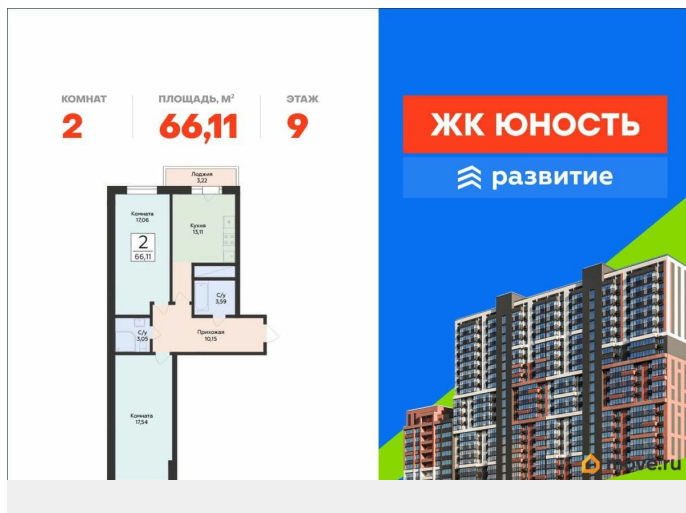 КОМНАТ
2
ПЛОЩАДЬ, М²
66,11
ЭТАЖ
9
ЖК ЮНОСТЬ
развитие
Лоджия
3,22
Комната
17,06
2
66,11
Кухня
13,11
С/у
3,59
С/у
3,05
Прихожая
10,15
Комната
17,54
move.ru